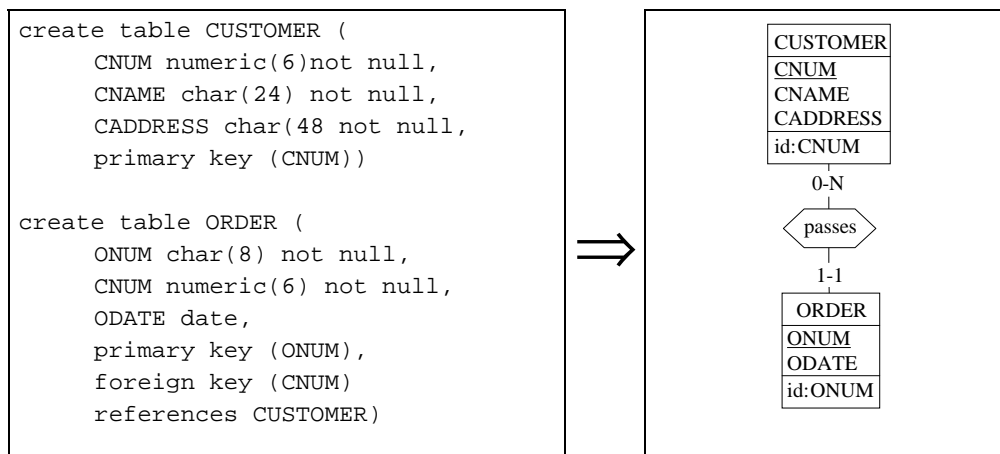 create table CUSTOMER (
CNUM numeric(6)not null,
CNAME char(24) not null,
CADDRESS char(48 not null,
primary key (CNUM))
create table ORDER (
ONUM char(8) not null,
CNUM numeric(6) not null,
ODATE date,
primary key (ONUM),
foreign key (CNUM)
references CUSTOMER)
⇒
CUSTOMER
CNUM
CNAME
CADDRESS
id:CNUM
0-N
passes
1-1
ORDER
ONUM
ODATE
id:ONUM